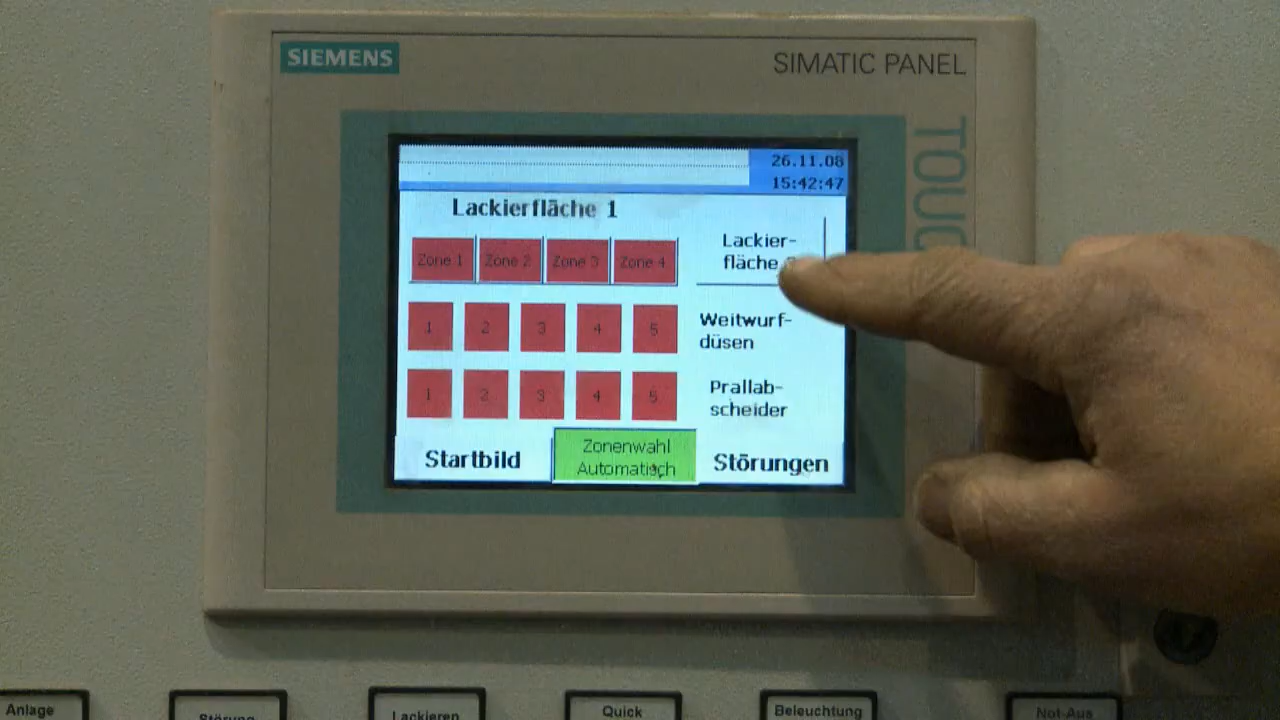 SIEMENS
SIMATIC PANEL
TOUC
26.11.08
15:42:47
Lackierfläche 1
Zone 1 Zone 2 Zone 3 Zone 4
Lackier-
fläche
1 2 3 4 5
Weitwurf-
düsen
1 2 3 4 5
Prallab-
scheider
Startbild
Zonenwahl
Automatisch
Störungen
Anlage
Störung
Lackieren
Quick
Beleuchtung
Not-Aus